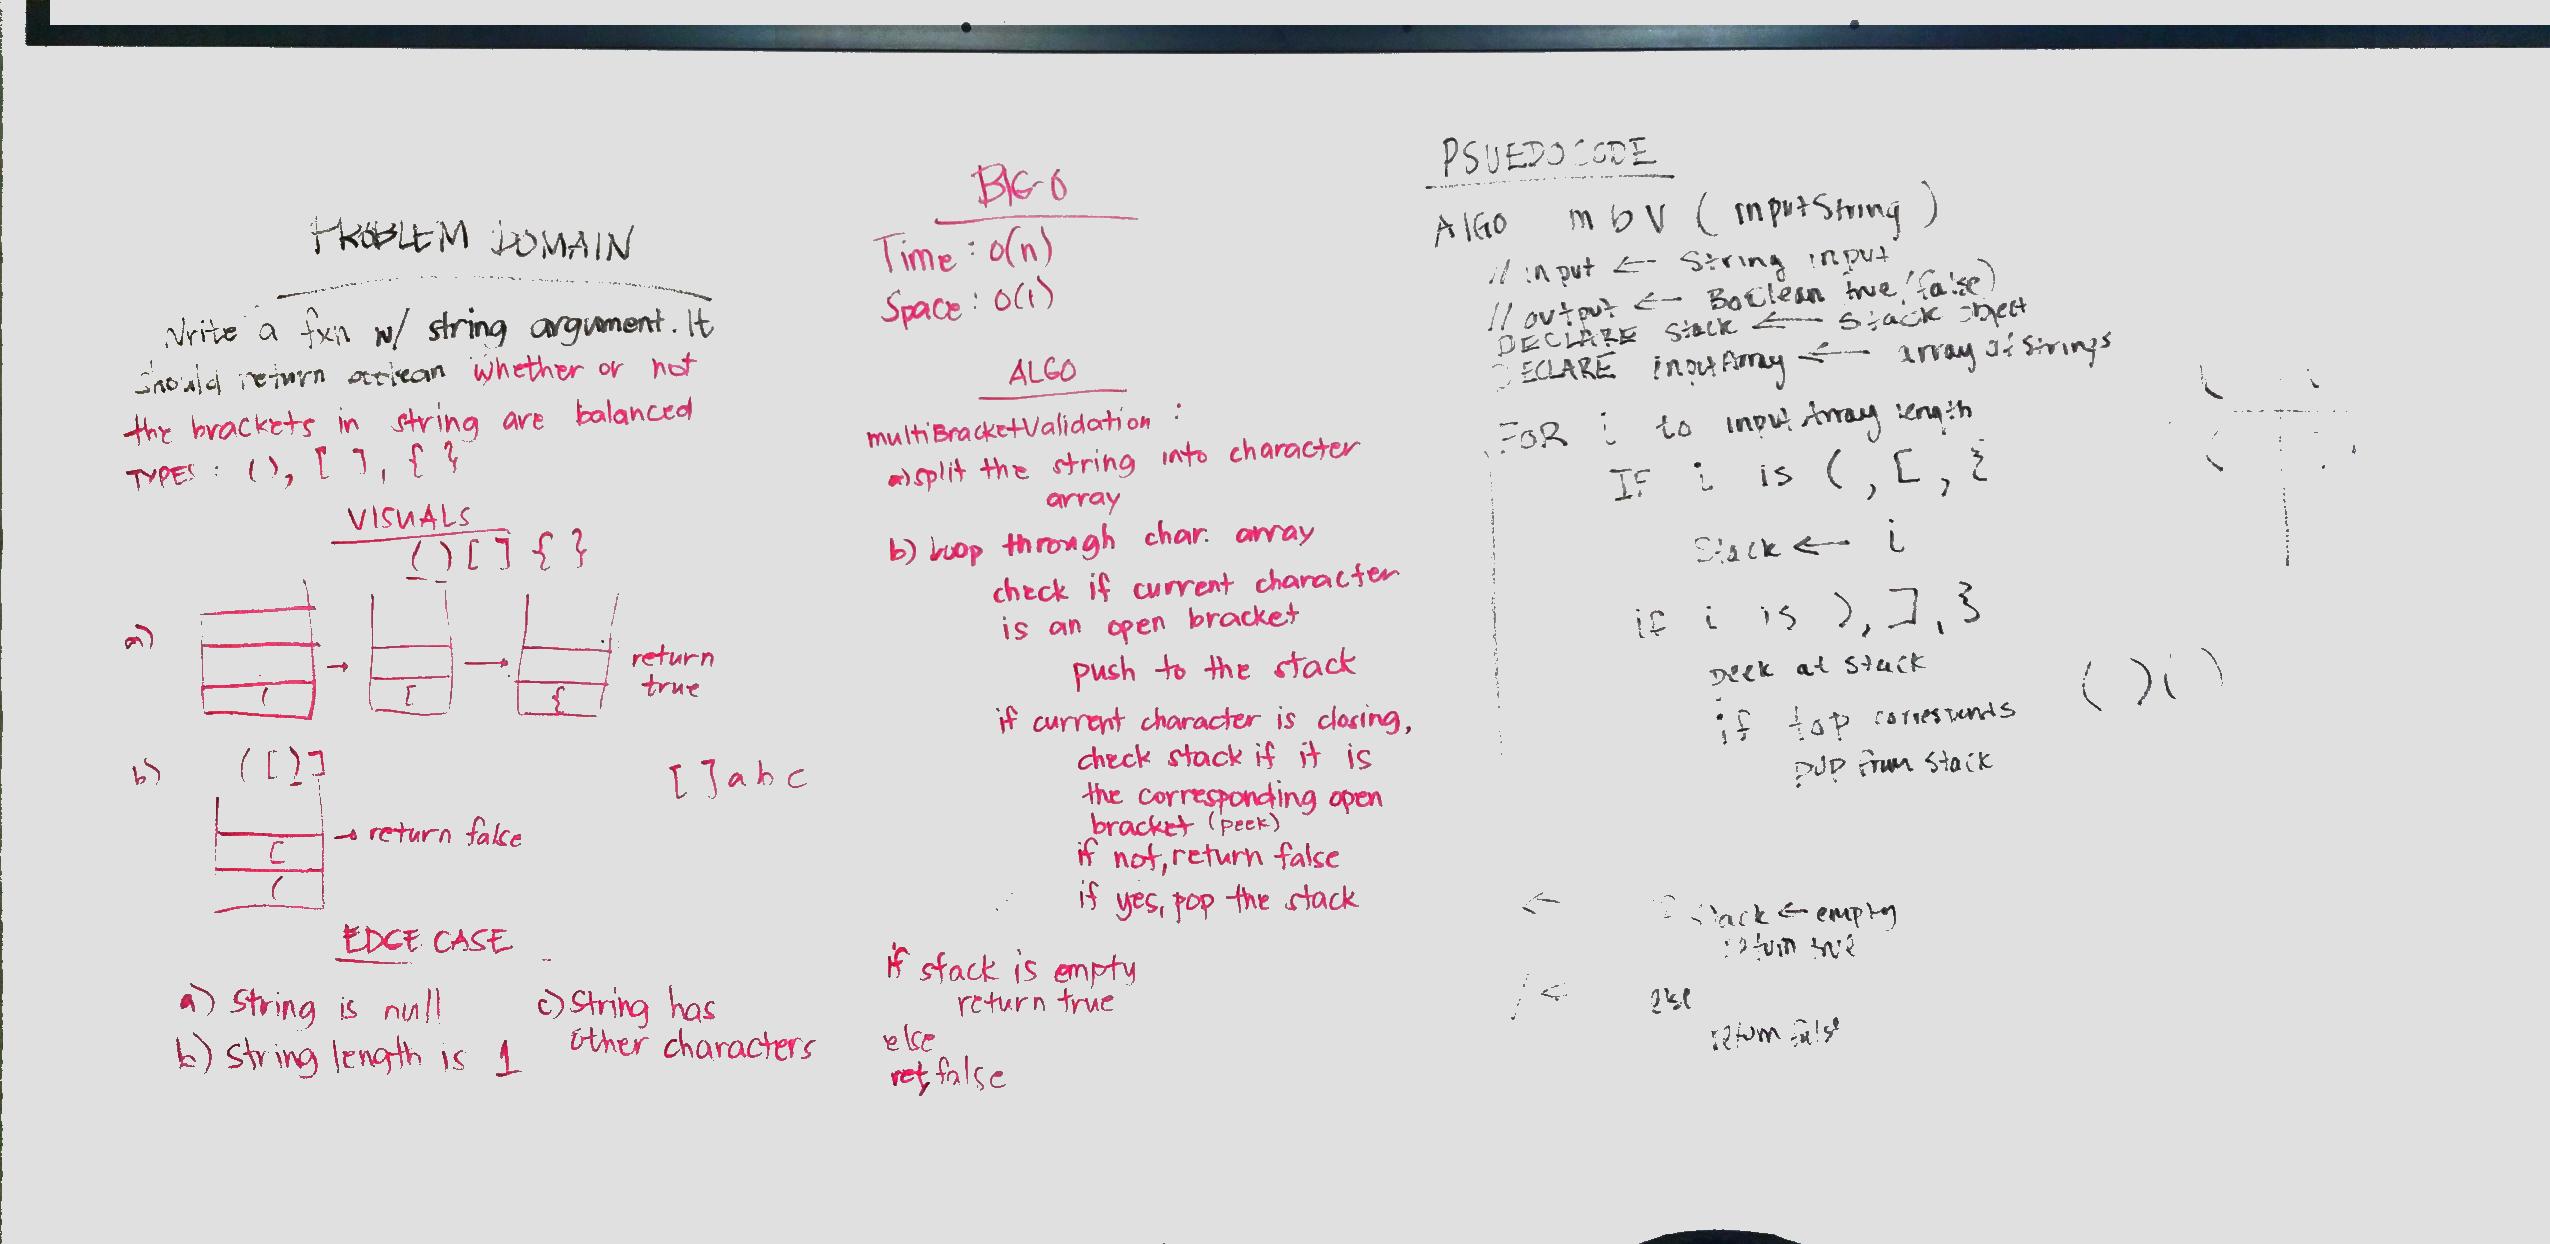 PROBLEM DOMAIN
Write a fxn w/ string argument. It
should return whether or not
the brackets in string are balanced
TYPES : (), [ ], { }
VISUALS
( ) [ ] { }
a)
(
→
[
→
{
return
true
b)
( [ ) ]
[
(
→ return false
[ ] a b c
EDGE CASE
a) String is null
b) String length is 1
c) String has
other characters
BIG-O
Time : O(n)
Space : O(1)
ALGO
multiBracketValidation :
a) split the string into character
array
b) loop through char. array
check if current character
is an open bracket
push to the stack
if current character is closing,
check stack if it is
the corresponding open
bracket (peek)
if not, return false
if yes, pop the stack
if stack is empty
return true
else
ret, false
PSUEDOCODE
AlGO mbV ( inputString )
// input ← String input
// output ← Boolean true/false)
DECLARE Stack ← Stack object
DECLARE inputArray ← array of strings
FOR i to inputArray length
IF i is ( , [ , {
Stack ← i
if i is ), ], }
peek at stack
if top corresponds
pop from stack
( ) ( )
← Stack ← empty
return true
← else
return false